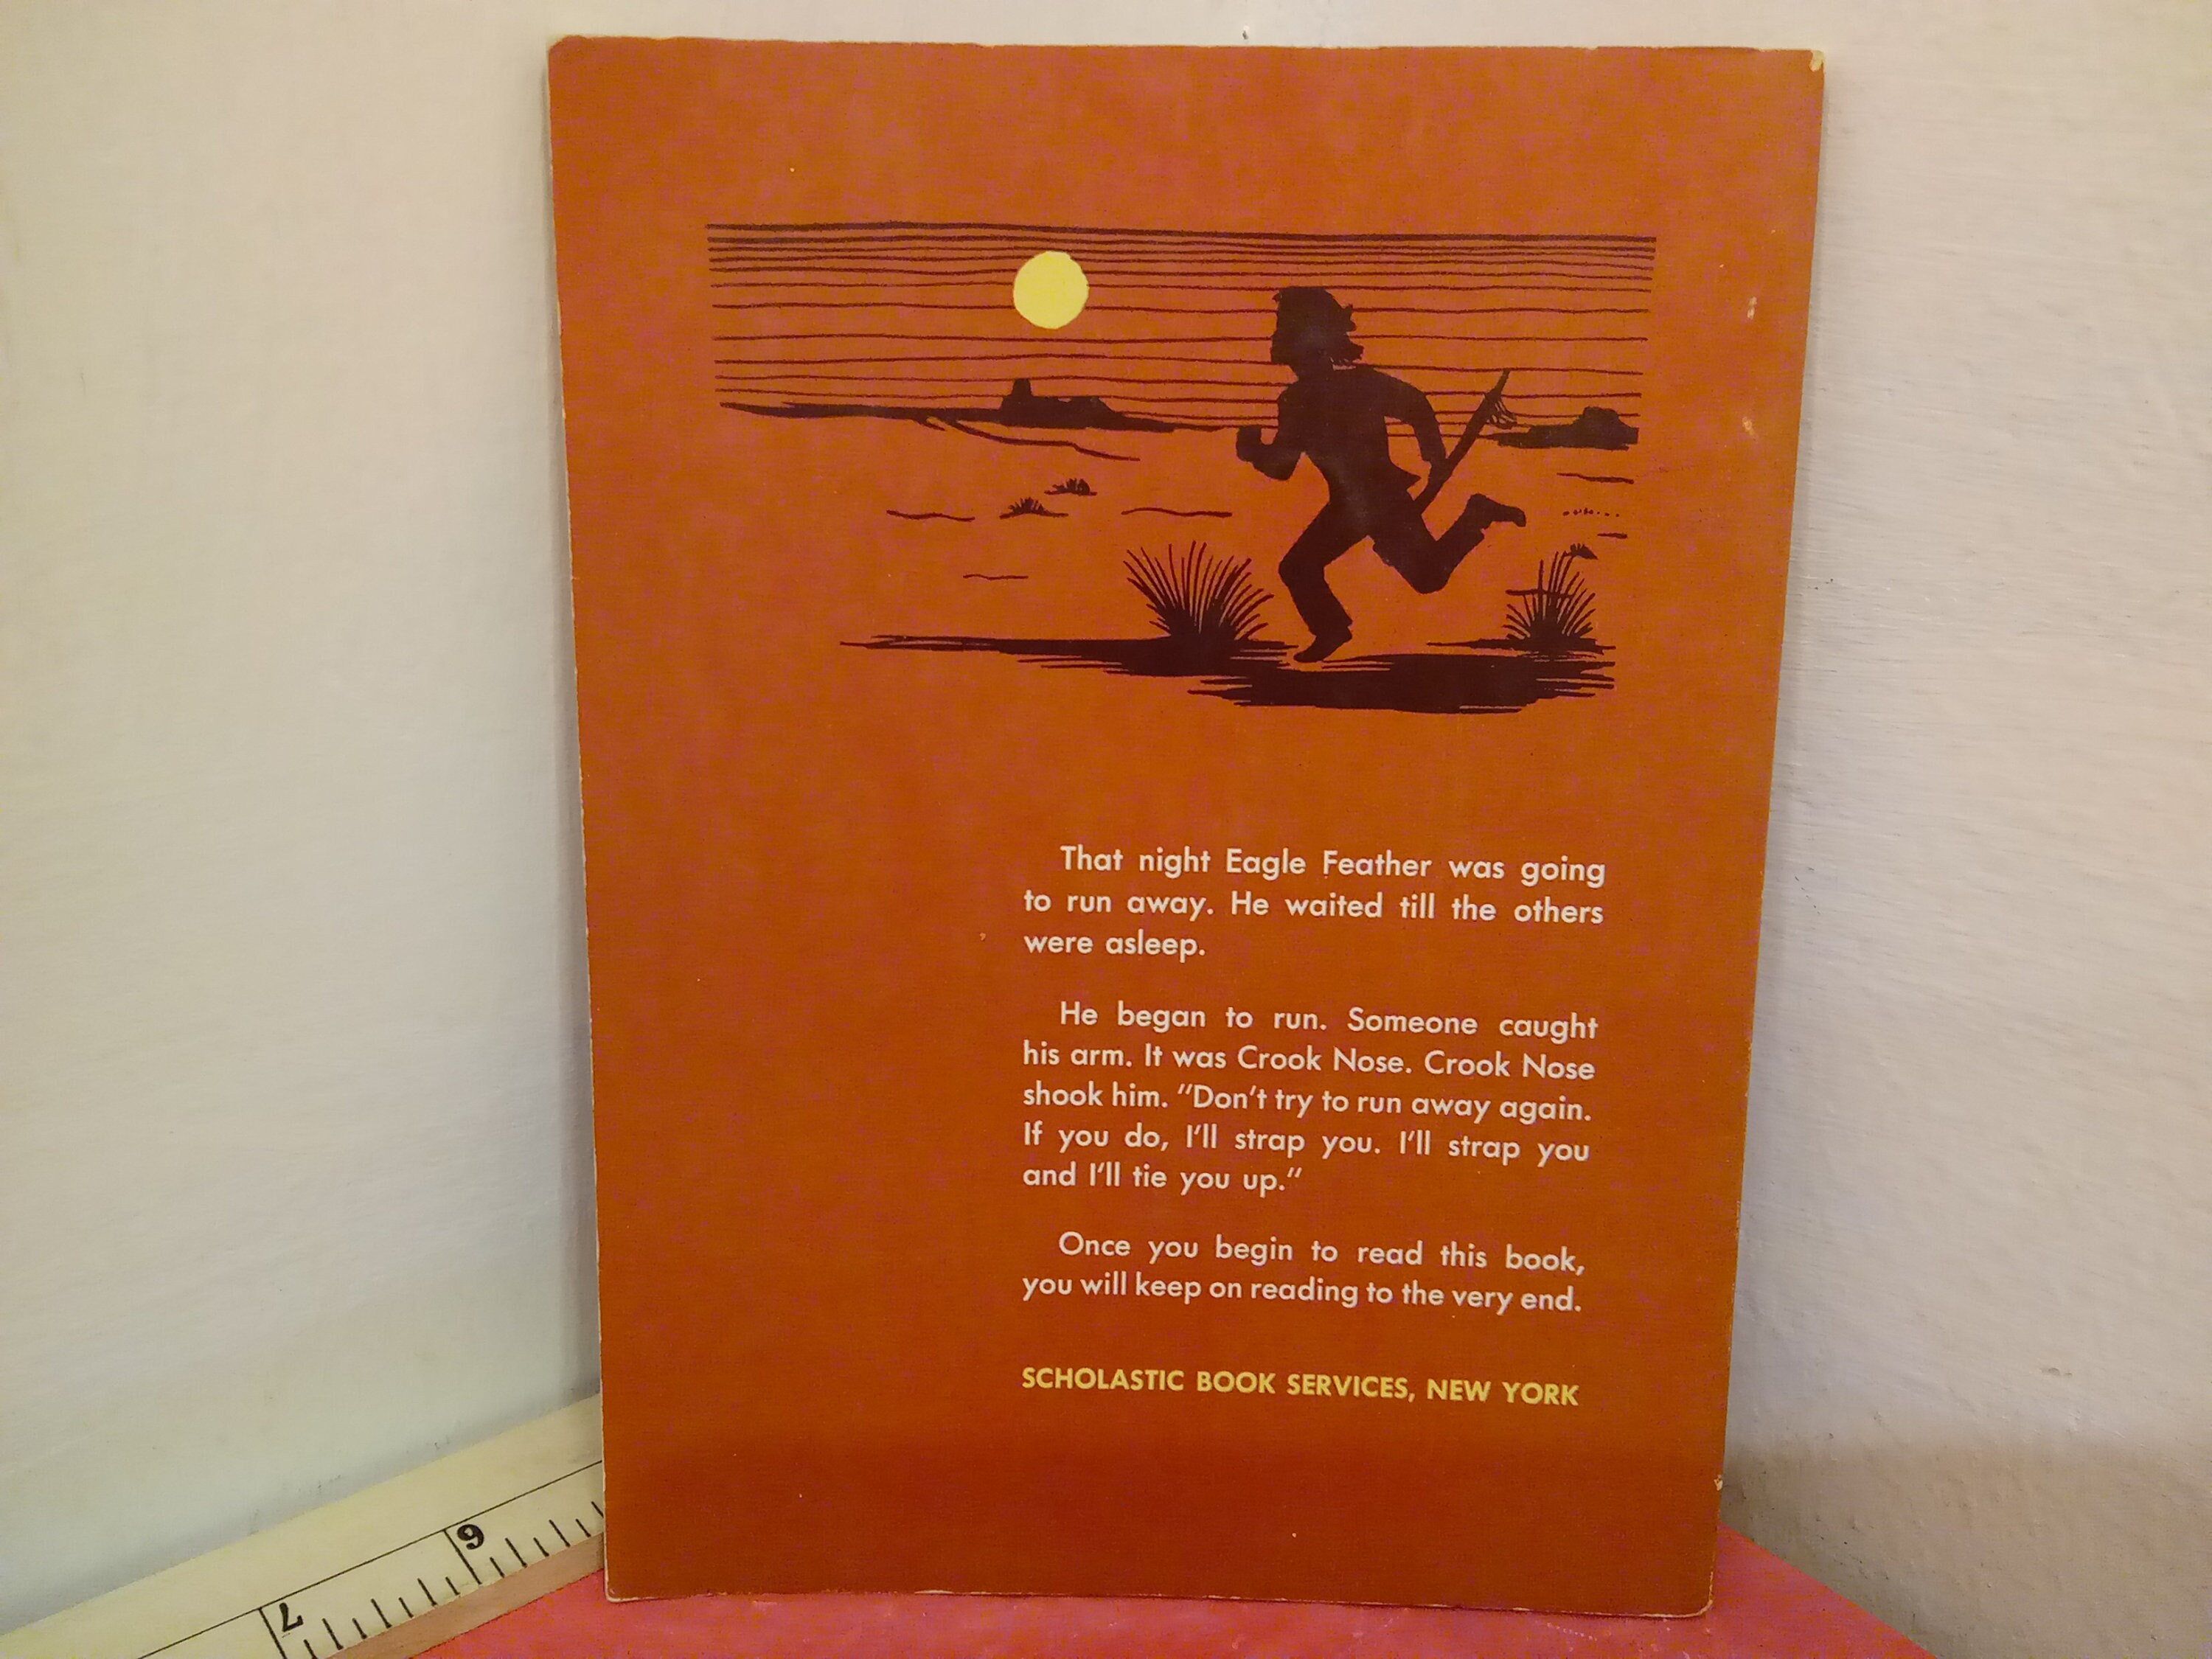 That night Eagle Feather was going
to run away. He waited till the others
were asleep.
He began to run. Someone caught
his arm. It was Crook Nose. Crook Nose
shook him. "Don't try to run away again.
If you do, I'll strap you. I'll strap you
and I'll tie you up."
Once you begin to read this book,
you will keep on reading to the very end.
SCHOLASTIC BOOK SERVICES, NEW YORK
6
7